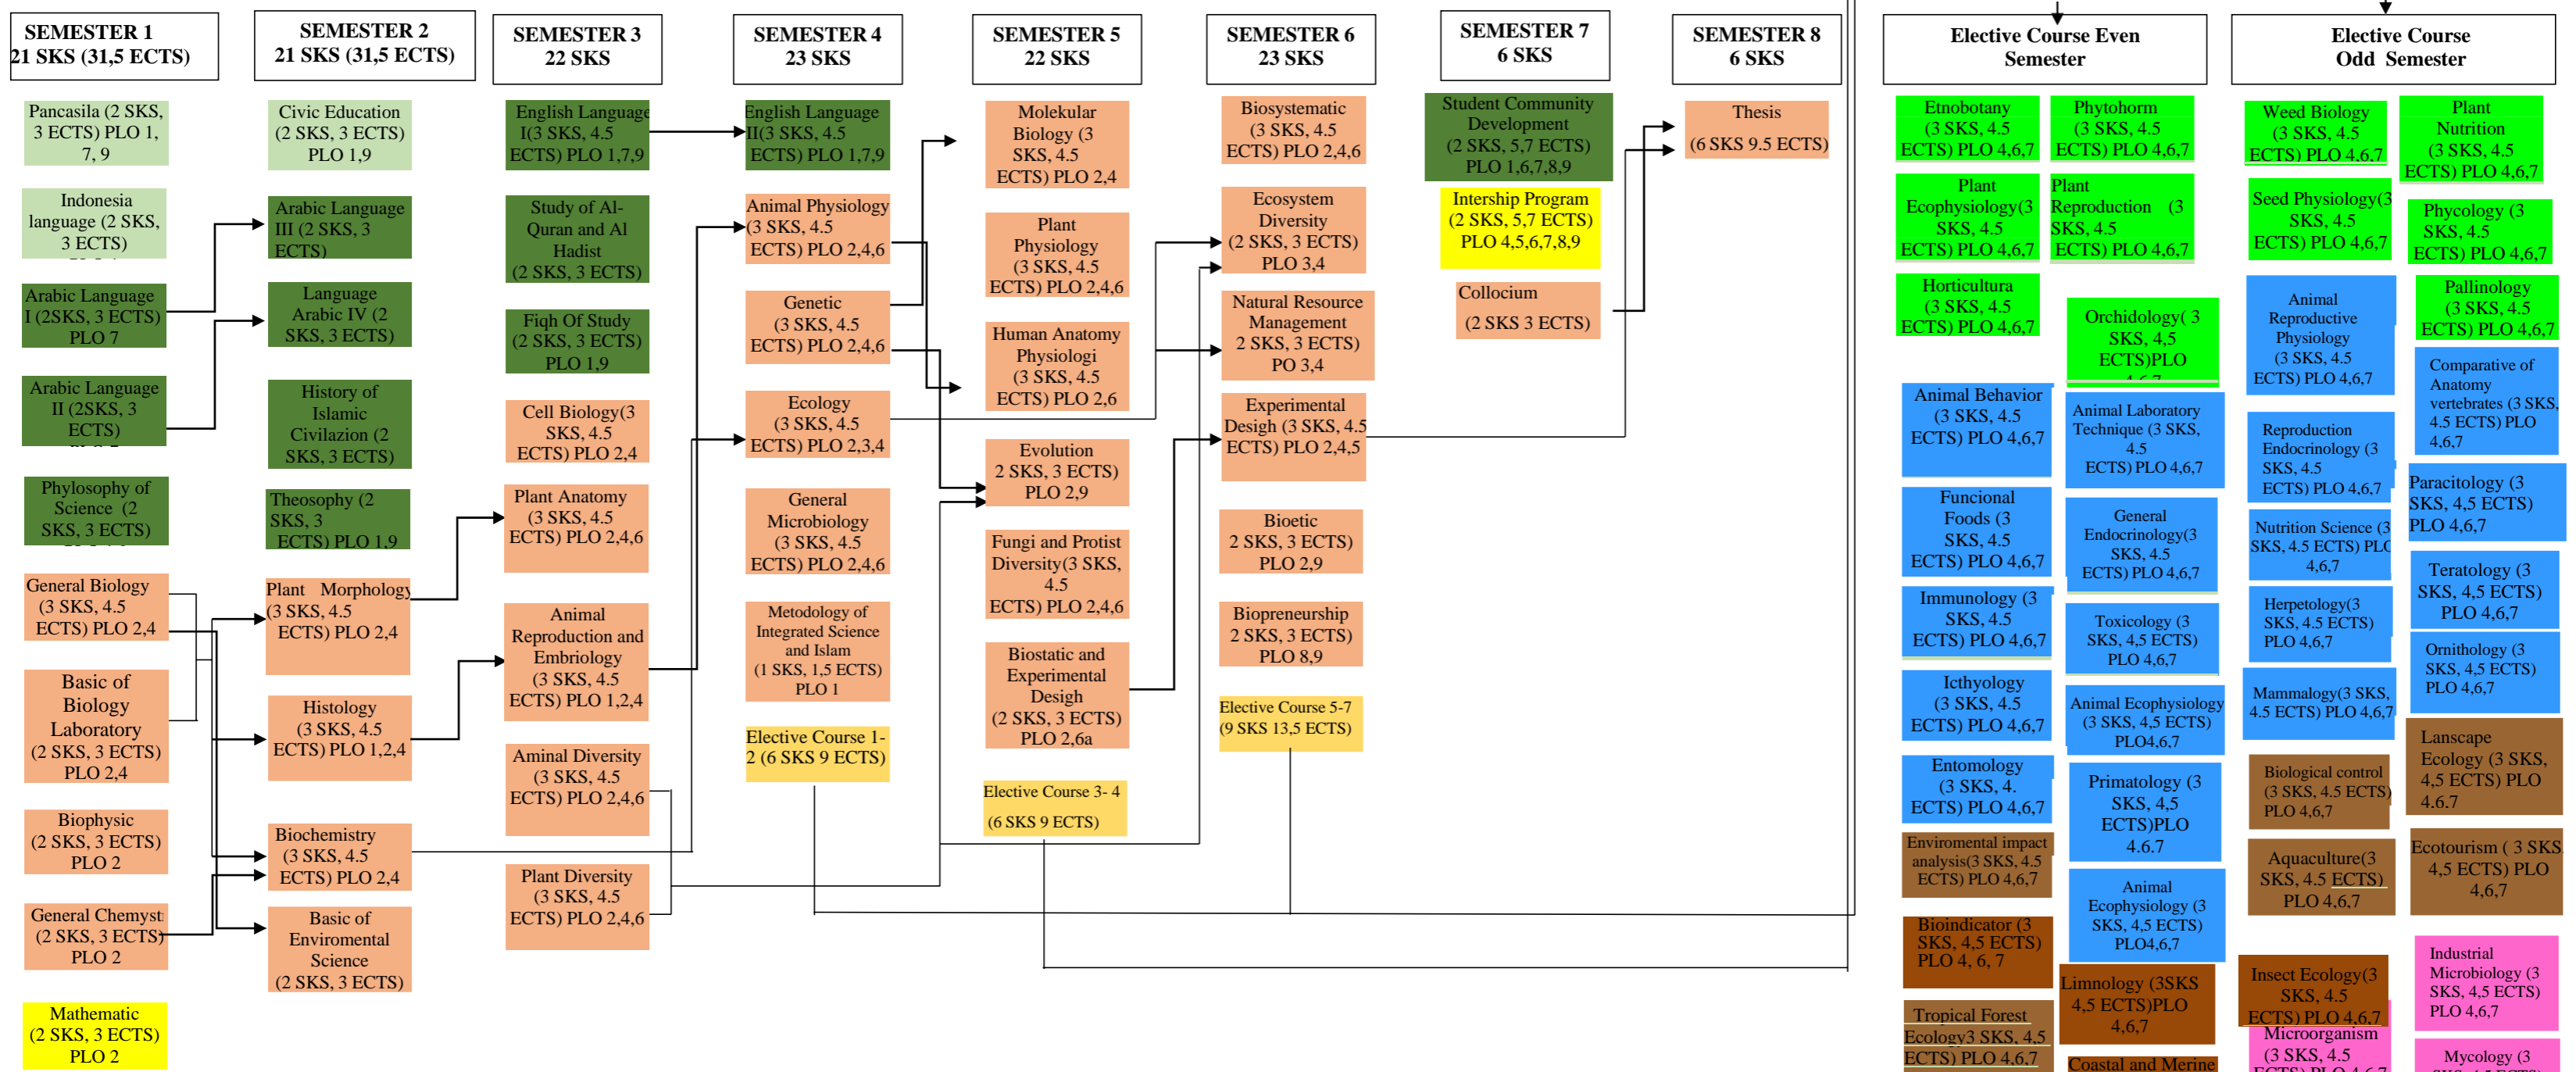 SEMESTER 1
21 SKS (31,5 ECTS)
Pancasila (2 SKS,
3 ECTS) PLO 1,
7, 9
Indonesia
language (2 SKS,
3 ECTS)
Arabic Language
I (2SKS, 3 ECTS)
PLO 7
Arabic Language
II (2SKS, 3
ECTS)
Phylosophy of
Science (2
SKS, 3 ECTS)
General Biology
(3 SKS, 4.5
ECTS) PLO 2,4
Basic of
Biology
Laboratory
(2 SKS, 3 ECTS)
PLO 2,4
Biophysic
(2 SKS, 3 ECTS)
PLO 2
General Chemyst
(2 SKS, 3 ECTS)
PLO 2
Mathematic
(2 SKS, 3 ECTS)
PLO 2
SEMESTER 2
21 SKS (31,5 ECTS)
Civic Education
(2 SKS, 3 ECTS)
PLO 1,9
Arabic Language
III (2 SKS, 3
ECTS)
Language
Arabic IV (2
SKS, 3 ECTS)
History of
Islamic
Civilazion (2
SKS, 3 ECTS)
Theosophy (2
SKS, 3
ECTS) PLO 1,9
Plant Morphology
(3 SKS, 4.5
ECTS) PLO 2,4
Histology
(3 SKS, 4.5
ECTS) PLO 1,2,4
Biochemistry
(3 SKS, 4.5
ECTS) PLO 2,4
Basic of
Enviromental
Science
(2 SKS, 3 ECTS)
SEMESTER 3
22 SKS
English Language
I(3 SKS, 4.5
ECTS) PLO 1,7,9
Study of Al-
Quran and Al
Hadist
(2 SKS, 3 ECTS)
Fiqh Of Study
(2 SKS, 3 ECTS)
PLO 1,9
Cell Biology(3
SKS, 4.5
ECTS) PLO 2,4
Plant Anatomy
(3 SKS, 4.5
ECTS) PLO 2,4,6
Animal
Reproduction and
Embriology
(3 SKS, 4.5
ECTS) PLO 1,2,4
Aminal Diversity
(3 SKS, 4.5
ECTS) PLO 2,4,6
Plant Diversity
(3 SKS, 4.5
ECTS) PLO 2,4,6
SEMESTER 4
23 SKS
English Language
II(3 SKS, 4.5
ECTS) PLO 1,7,9
Animal Physiology
(3 SKS, 4.5
ECTS) PLO 2,4,6
Genetic
(3 SKS, 4.5
ECTS) PLO 2,4,6
Ecology
(3 SKS, 4.5
ECTS) PLO 2,3,4
General
Microbiology
(3 SKS, 4.5
ECTS) PLO 2,4,6
Metodology of
Integrated Science
and Islam
(1 SKS, 1,5 ECTS)
PLO 1
Elective Course 1-
2 (6 SKS 9 ECTS)
SEMESTER 5
22 SKS
Molekular
Biology (3
SKS, 4.5
ECTS) PLO 2,4
Plant
Physiology
(3 SKS, 4.5
ECTS) PLO 2,4,6
Human Anatomy
Physiologi
(3 SKS, 4.5
ECTS) PLO 2,6
Evolution
2 SKS, 3 ECTS)
PLO 2,9
Fungi and Protist
Diversity(3 SKS,
4.5
ECTS) PLO 2,4,6
Biostatic and
Experimental
Desigh
(2 SKS, 3 ECTS)
PLO 2,6a
Elective Course 3- 4
(6 SKS 9 ECTS)
SEMESTER 6
23 SKS
Biosystematic
(3 SKS, 4.5
ECTS) PLO 2,4,6
Ecosystem
Diversity
(2 SKS, 3 ECTS)
PLO 3,4
Natural Resource
Management
2 SKS, 3 ECTS)
PO 3,4
Experimental
Desigh (3 SKS, 4.5
ECTS) PLO 2,4,5
Bioetic
2 SKS, 3 ECTS)
PLO 2,9
Biopreneurship
2 SKS, 3 ECTS)
PLO 8,9
Elective Course 5-7
(9 SKS 13,5 ECTS)
SEMESTER 7
6 SKS
Student Community
Development
(2 SKS, 5,7 ECTS)
PLO 1,6,7,8,9
Intership Program
(2 SKS, 5,7 ECTS)
PLO 4,5,6,7,8,9
Collocium
(2 SKS 3 ECTS)
SEMESTER 8
6 SKS
Thesis
(6 SKS 9.5 ECTS)
Elective Course Even
Semester
Etnobotany
(3 SKS, 4.5
ECTS) PLO 4,6,7
Plant
Ecophysiology(3
SKS, 4.5
ECTS) PLO 4,6,7
Horticultura
(3 SKS, 4.5
ECTS) PLO 4,6,7
Animal Behavior
(3 SKS, 4.5
ECTS) PLO 4,6,7
Funcional
Foods (3
SKS, 4.5
ECTS) PLO 4,6,7
Immunology (3
SKS, 4.5
ECTS) PLO 4,6,7
Icthyology
(3 SKS, 4.5
ECTS) PLO 4,6,7
Entomology
(3 SKS, 4.
ECTS) PLO 4,6,7
Enviromental impact
analysis(3 SKS, 4.5
ECTS) PLO 4,6,7
Bioindicator (3
SKS, 4,5 ECTS)
PLO 4, 6, 7
Tropical Forest
Ecology3 SKS, 4,5
ECTS) PLO 4,6,7
Phytohorm
(3 SKS, 4.5
ECTS) PLO 4,6,7
Plant
Reproduction (3
SKS, 4.5
ECTS) PLO 4,6,7
Orchidology( 3
SKS, 4,5
ECTS)PLO
4.6.7
Animal Laboratory
Technique (3 SKS,
4.5
ECTS) PLO 4,6,7
General
Endocrinology(3
SKS, 4.5
ECTS) PLO 4,6,7
Toxicology (3
SKS, 4,5 ECTS)
PLO 4,6,7
Animal Ecophysiology
(3 SKS, 4,5 ECTS)
PLO4,6,7
Primatology (3
SKS, 4,5
ECTS)PLO
4.6.7
Animal
Ecophysiology (3
SKS, 4,5 ECTS)
PLO4,6,7
Limnology (3SKS
4,5 ECTS)PLO
4,6,7
Coastal and Merine
Elective Course
Odd Semester
Weed Biology
(3 SKS, 4.5
ECTS) PLO 4,6,7
Seed Physiology(3
SKS, 4.5
ECTS) PLO 4,6,7
Animal
Reproductive
Physiology
(3 SKS, 4.5
ECTS) PLO 4,6,7
Reproduction
Endocrinology (3
SKS, 4.5
ECTS) PLO 4,6,7
Nutrition Science (3
SKS, 4.5 ECTS) PLO
4,6,7
Herpetology(3
SKS, 4.5 ECTS)
PLO 4,6,7
Mammalogy(3 SKS,
4.5 ECTS) PLO 4,6,7
Biological control
(3 SKS, 4.5 ECTS)
PLO 4,6,7
Aquaculture(3
SKS, 4.5 ECTS)
PLO 4,6,7
Insect Ecology(3
SKS, 4.5
ECTS) PLO 4,6,7
Microorganism
(3 SKS, 4.5
ECTS) PLO 4,6,7
Plant
Nutrition
(3 SKS, 4.5
ECTS) PLO 4,6,7
Phycology (3
SKS, 4.5
ECTS) PLO 4,6,7
Pallinology
(3 SKS, 4.5
ECTS) PLO 4,6,7
Comparative of
Anatomy
vertebrates (3 SKS,
4.5 ECTS) PLO
4,6,7
Paracitology (3
SKS, 4,5 ECTS)
PLO 4,6,7
Teratology (3
SKS, 4,5 ECTS)
PLO 4,6,7
Ornithology (3
SKS, 4,5 ECTS)
PLO 4,6,7
Lanscape
Ecology (3 SKS,
4,5 ECTS) PLO
4.6.7
Ecotourism ( 3 SKS
4,5 ECTS) PLO
4,6,7
Industrial
Microbiology (3
SKS, 4,5 ECTS)
PLO 4,6,7
Mycology (3